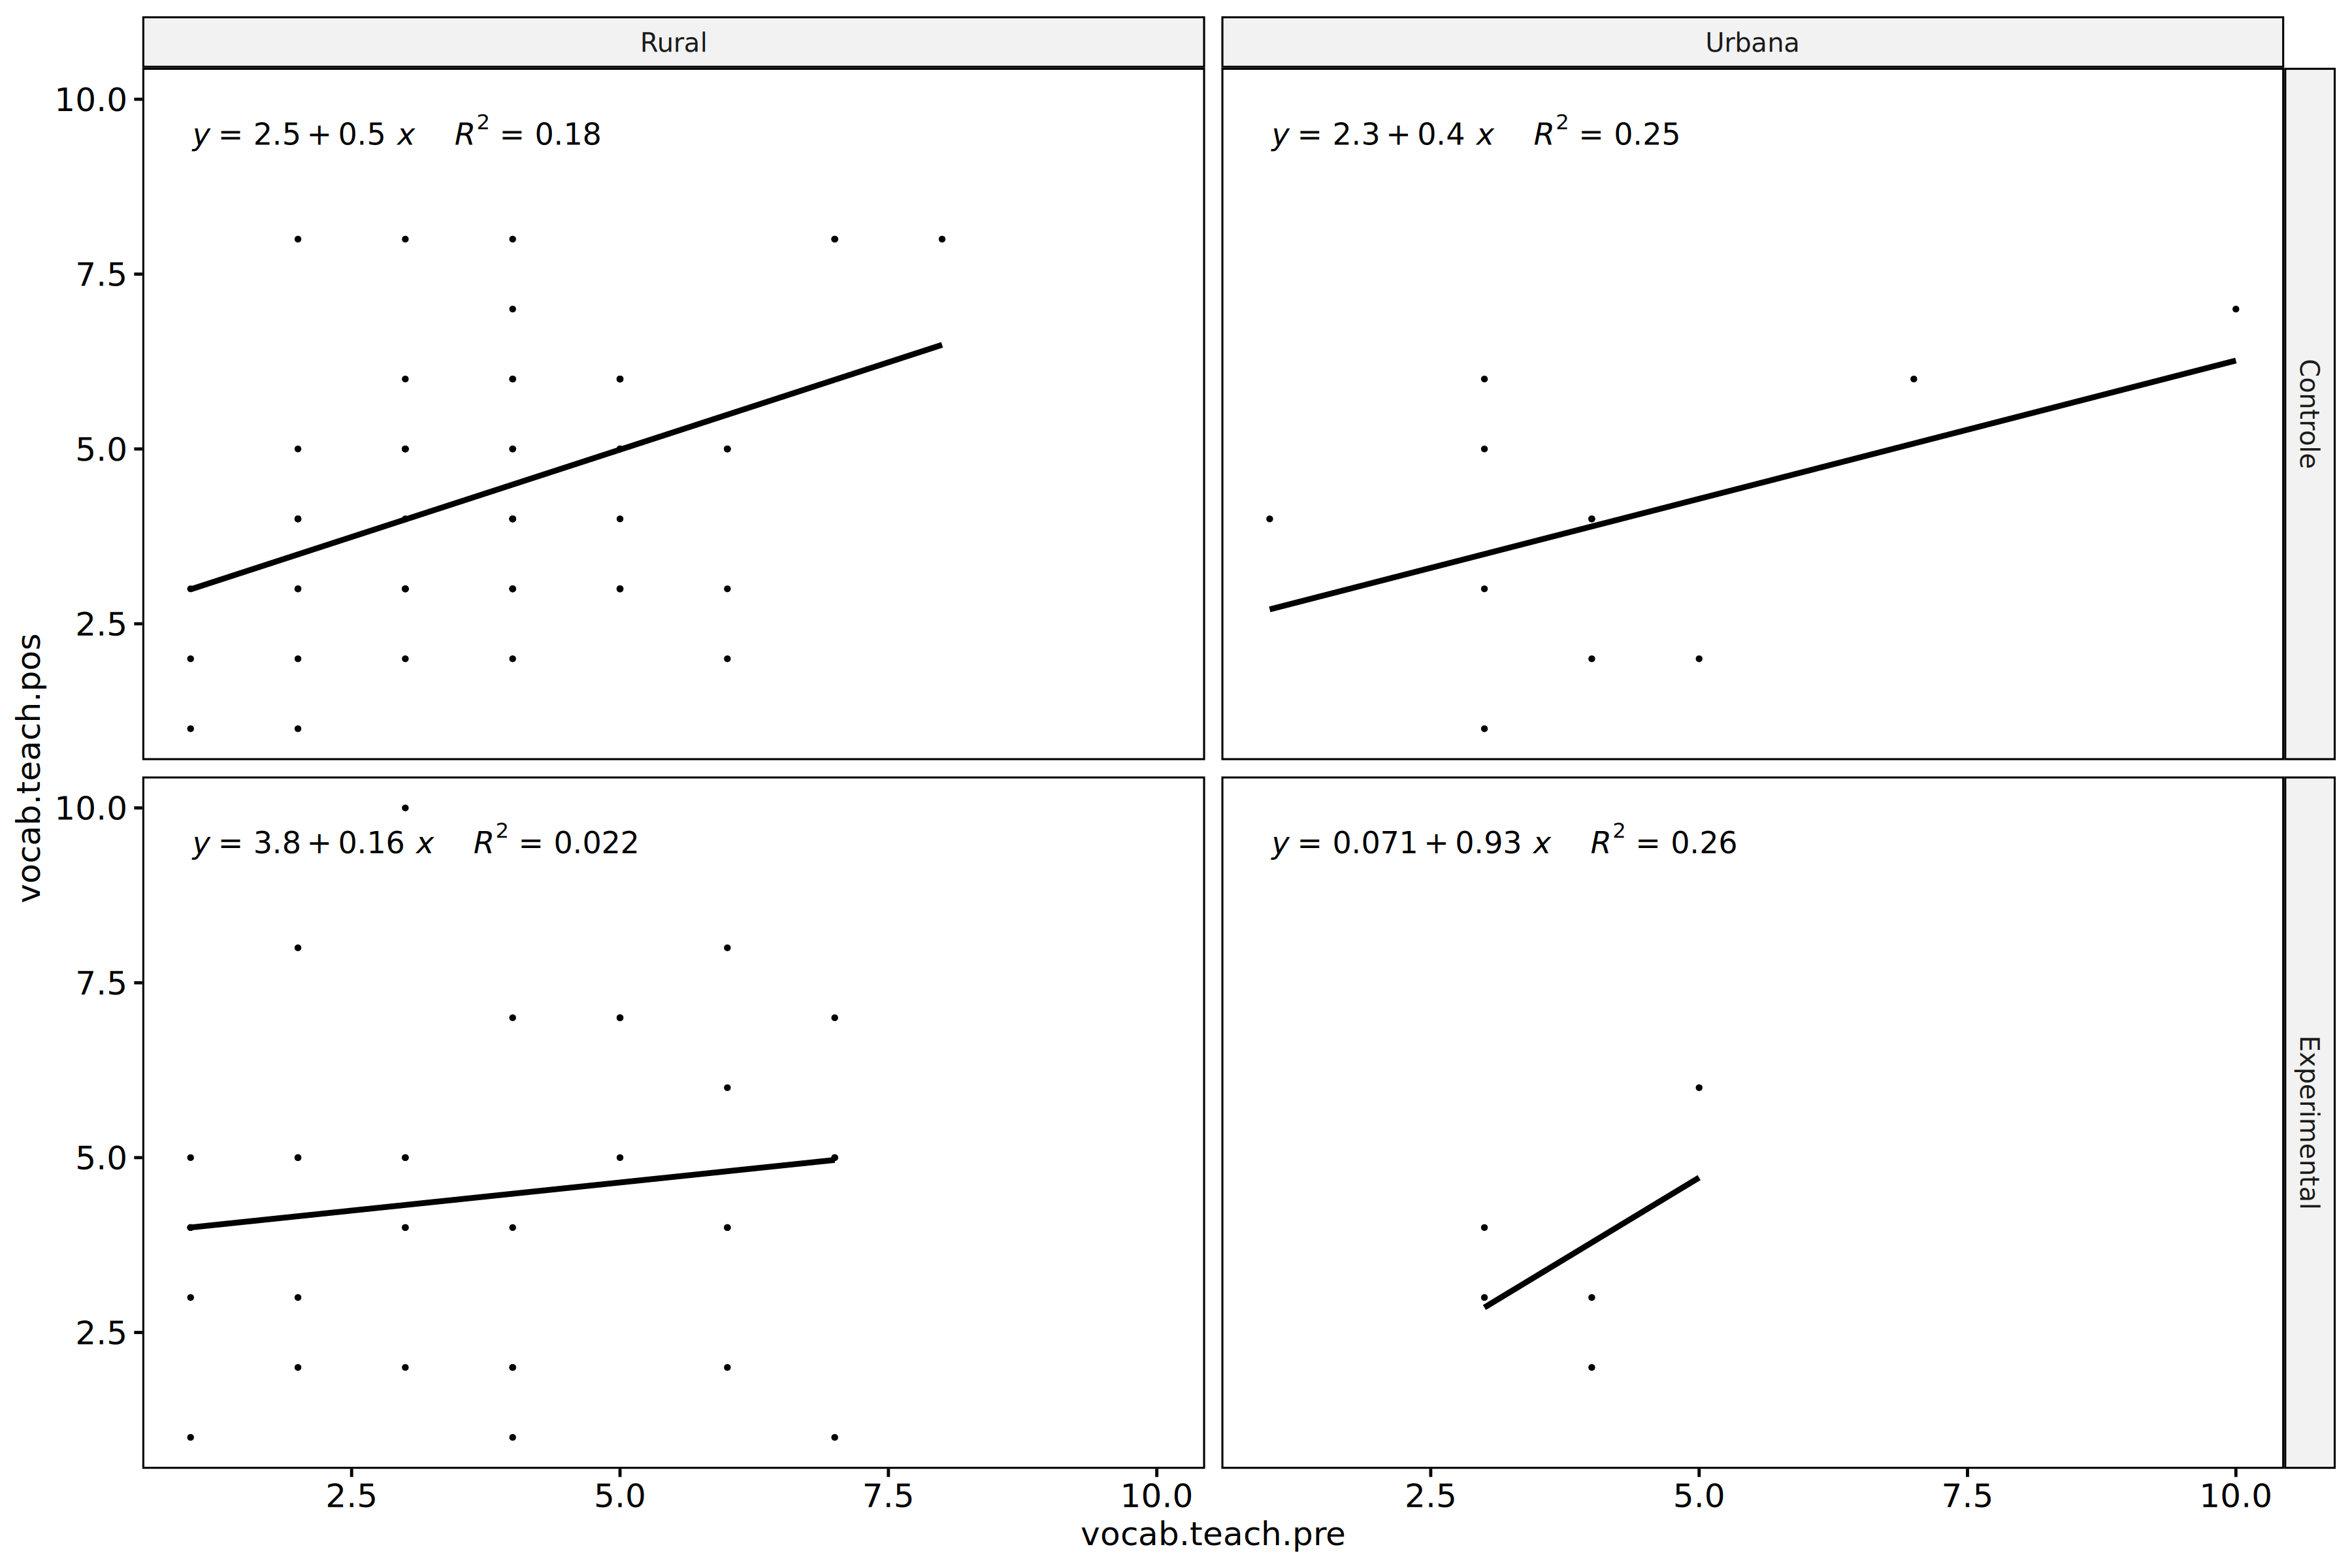 Rural
Urbana
10.0
7.5
5.0
2.5
y = 2.5 + 0.5 x R² = 0.18
y = 2.3 + 0.4 x R² = 0.25
Controle
vocab.teach.pos
10.0
7.5
5.0
2.5
y = 3.8 + 0.16 x R² = 0.022
y = 0.071 + 0.93 x R² = 0.26
Experimental
2.5 5.0 7.5 10.0
2.5 5.0 7.5 10.0
vocab.teach.pre